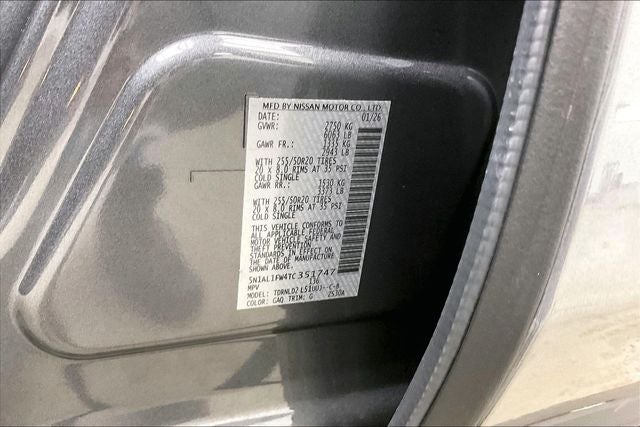 MFD BY NISSAN MOTOR CO., LTD.
DATE: 01/26
GVWR: 2750 KG
6063 LB
GAWR FR.: 1335 KG
2943 LB
WITH 255/50R20 TIRES
20 x 8.0 RIMS AT 35 PSI
COLD SINGLE
GAWR RR.: 1530 KG
3373 LB
WITH 255/50R20 TIRES
20 x 8.0 RIMS AT 35 PSI
COLD SINGLE
THIS VEHICLE CONFORMS TO
ALL APPLICABLE FEDERAL
MOTOR VEHICLE SAFETY AND
THEFT PREVENTION
STANDARDS IN EFFECT ON
THE DATE OF MANUFACTURE
SHOWN ABOVE.
5N1AL1FW4TC351747
MPV 136
MODEL: TDRNLD2 L51UUJ--C-B
COLOR: GAQ TRIM: G 2530A